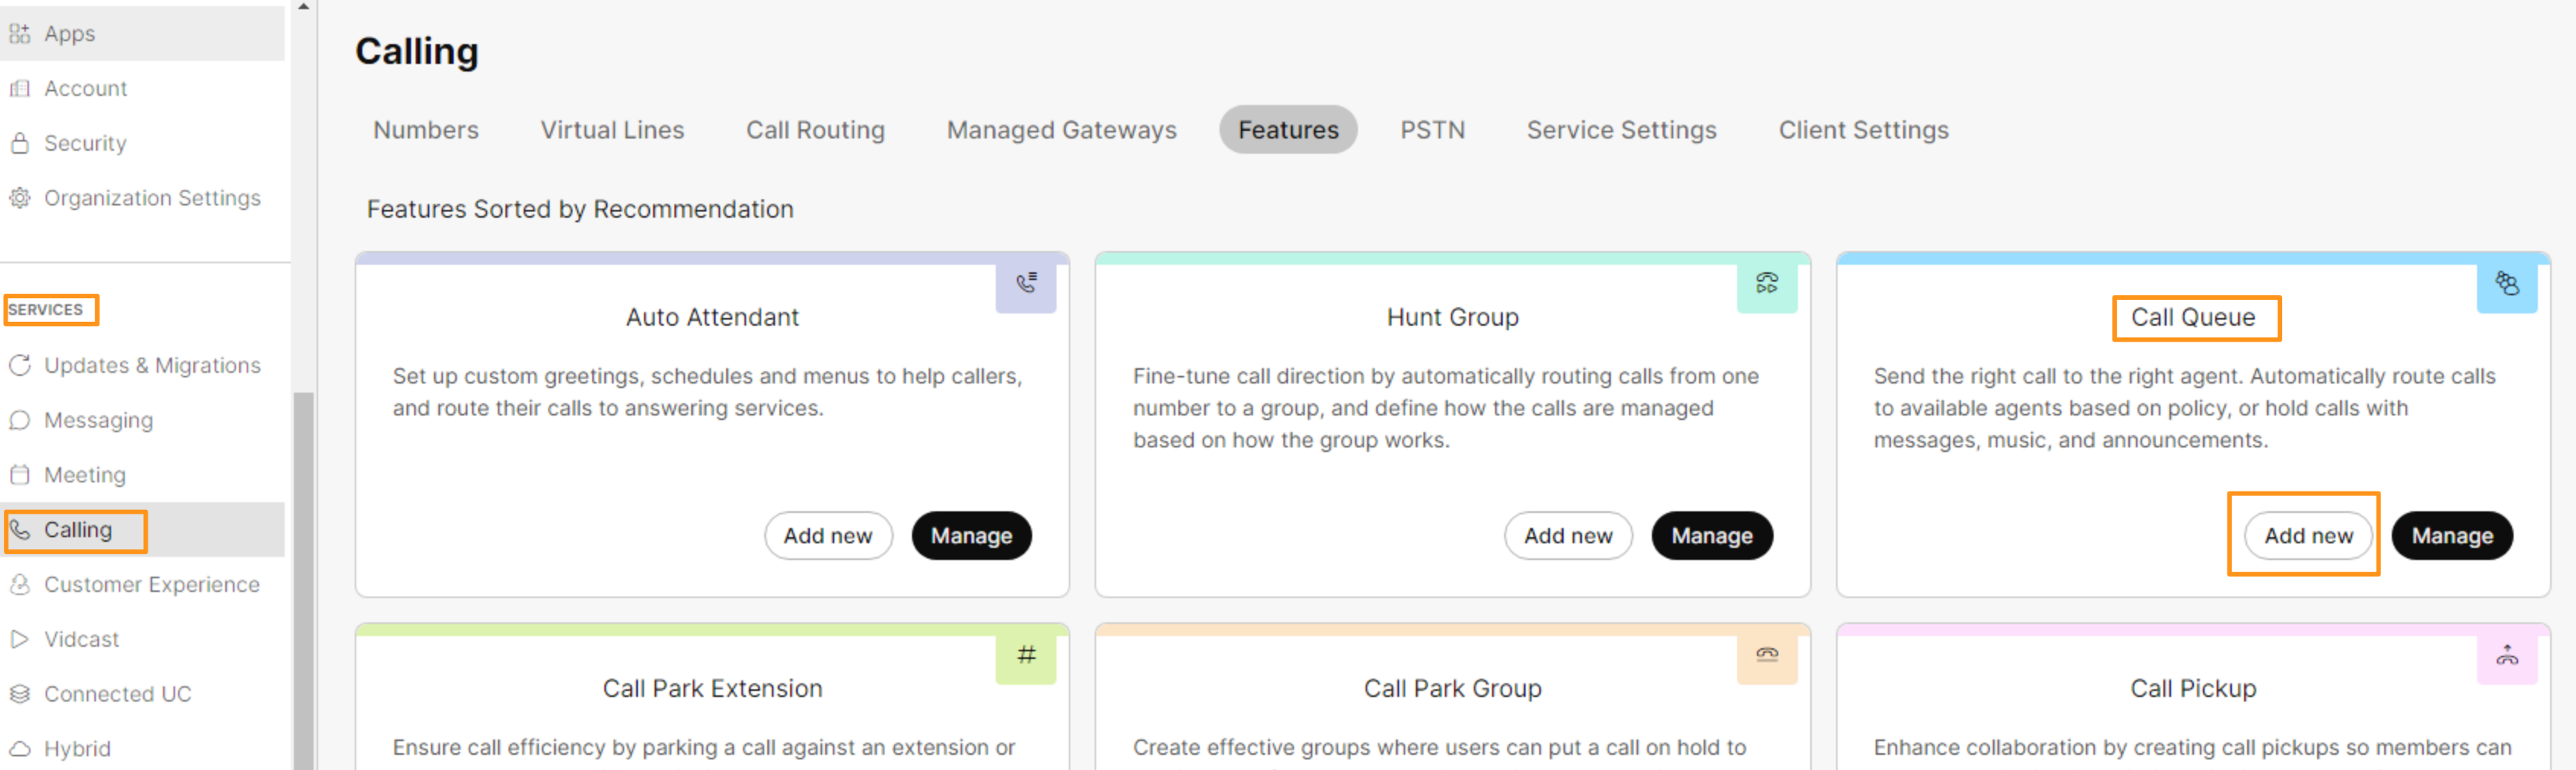 Apps
Account
Security
Organization Settings
SERVICES
Updates & Migrations
Messaging
Meeting
Calling
Customer Experience
Vidcast
Connected UC
Hybrid
Calling
Numbers Virtual Lines Call Routing Managed Gateways Features PSTN Service Settings Client Settings
Features Sorted by Recommendation
Auto Attendant
Set up custom greetings, schedules and menus to help callers,
and route their calls to answering services.
Add new Manage
Hunt Group
Fine-tune call direction by automatically routing calls from one
number to a group, and define how the calls are managed
based on how the group works.
Add new Manage
Call Queue
Send the right call to the right agent. Automatically route calls
to available agents based on policy, or hold calls with
messages, music, and announcements.
Add new Manage
#
Call Park Extension
Ensure call efficiency by parking a call against an extension or
Call Park Group
Create effective groups where users can put a call on hold to
Call Pickup
Enhance collaboration by creating call pickups so members can